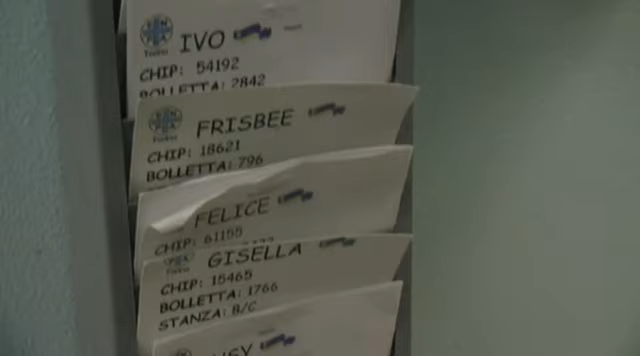 IVO
CHIP: 54192
BOLLETTA: 2842
FRISBEE
CHIP: 18621
BOLLETTA: 796
FELICE
CHIP: 61155
GISELLA
CHIP: 15465
BOLLETTA: 1766
STANZA: B/C